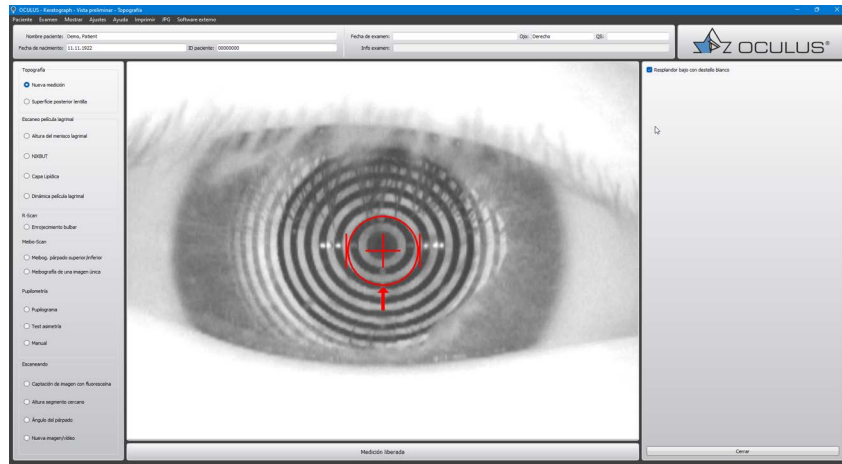 OCULUS - Keratograph - Vista preliminar - Topografía
Paciente Examen Mostrar Ajustes Ayuda Imprimir JPG Software externo
Nombre paciente: Demo, Patient
Fecha de nacimiento: 11.11.1922 ID paciente: 00000000
Fecha de examen: Ojo: Derecha QS:
Info examen:
OCULUS®
Topografía
Nueva medición
Superficie posterior lentilla
Escaneo película lagrimal
Altura del menisco lagrimal
NIKBUT
Capa Lipídica
Dinámica película lagrimal
R-Scan
Enrojecimiento bulbar
Meibo-Scan
Meibog. párpado superior/inferior
Meibografía de una imagen única
Pupilometría
Pupilograma
Test asimetría
Manual
Escaneando
Captación de imagen con fluoresceína
Altura segmento cercano
Ángulo del párpado
Nueva imagen/vídeo
Medición liberada
Resplandor bajo con destello blanco
Cerrar